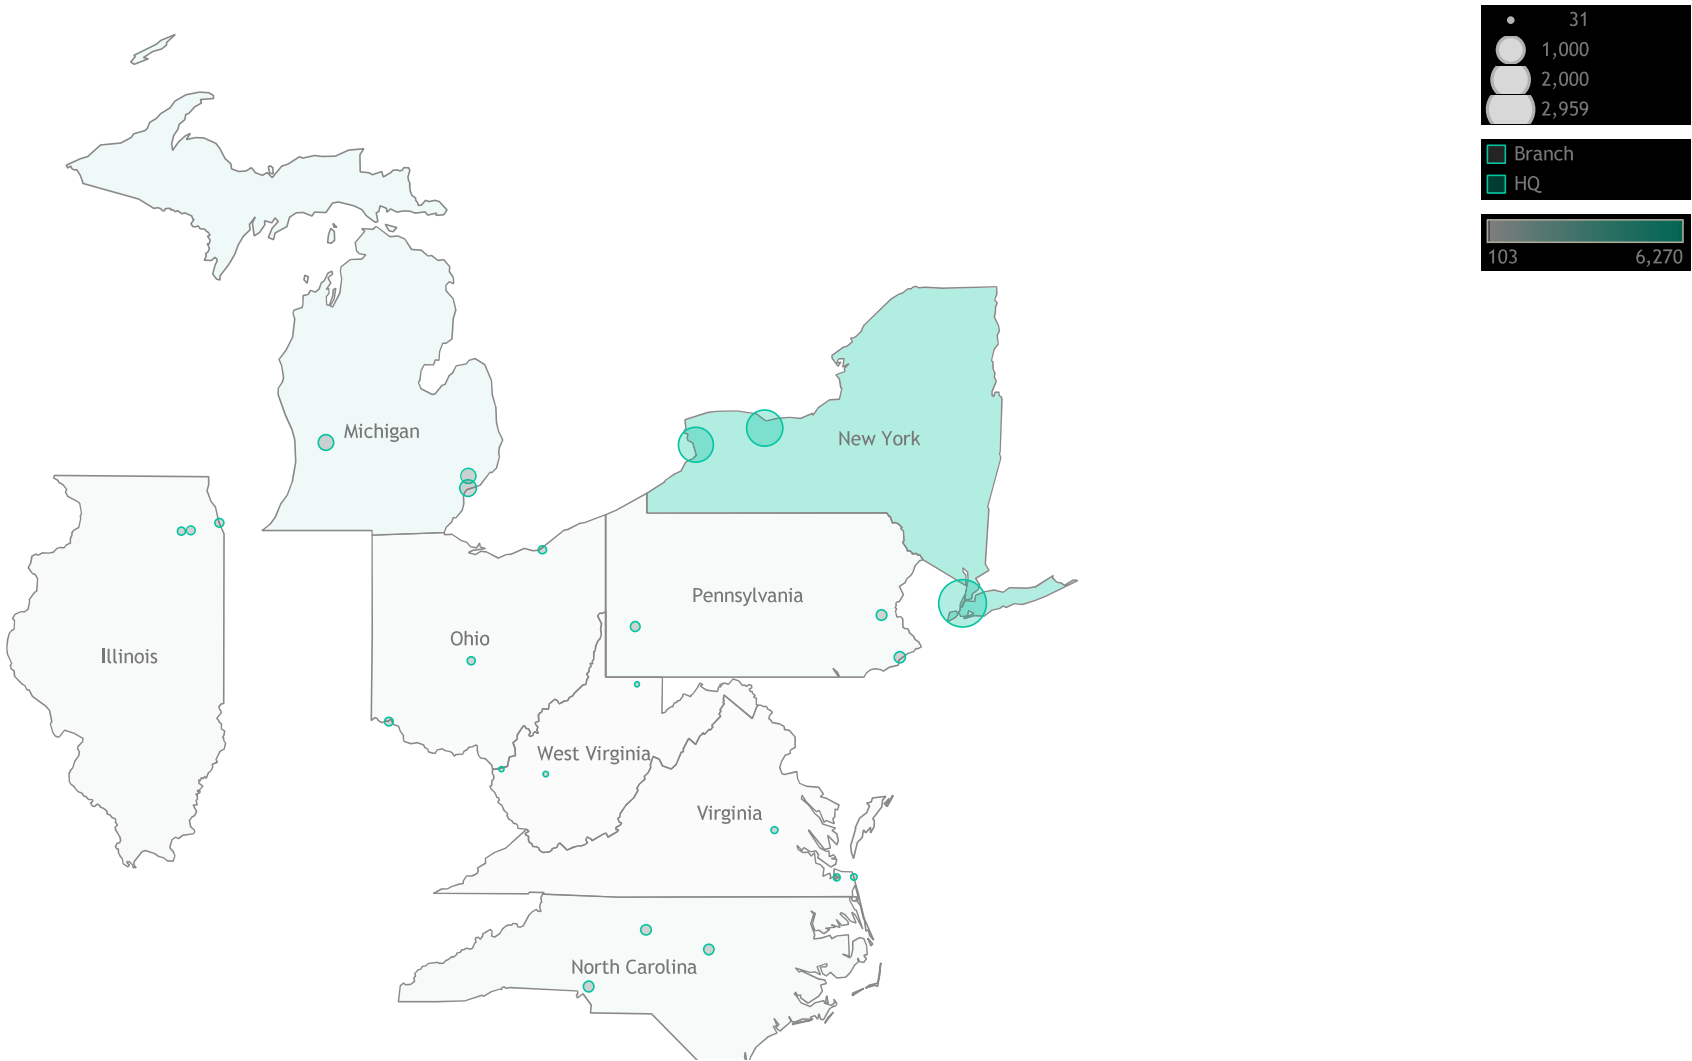 31
1,000
2,000
2,959
Branch
HQ
103 6,270
Michigan
New York
Pennsylvania
Ohio
Illinois
West Virginia
Virginia
North Carolina